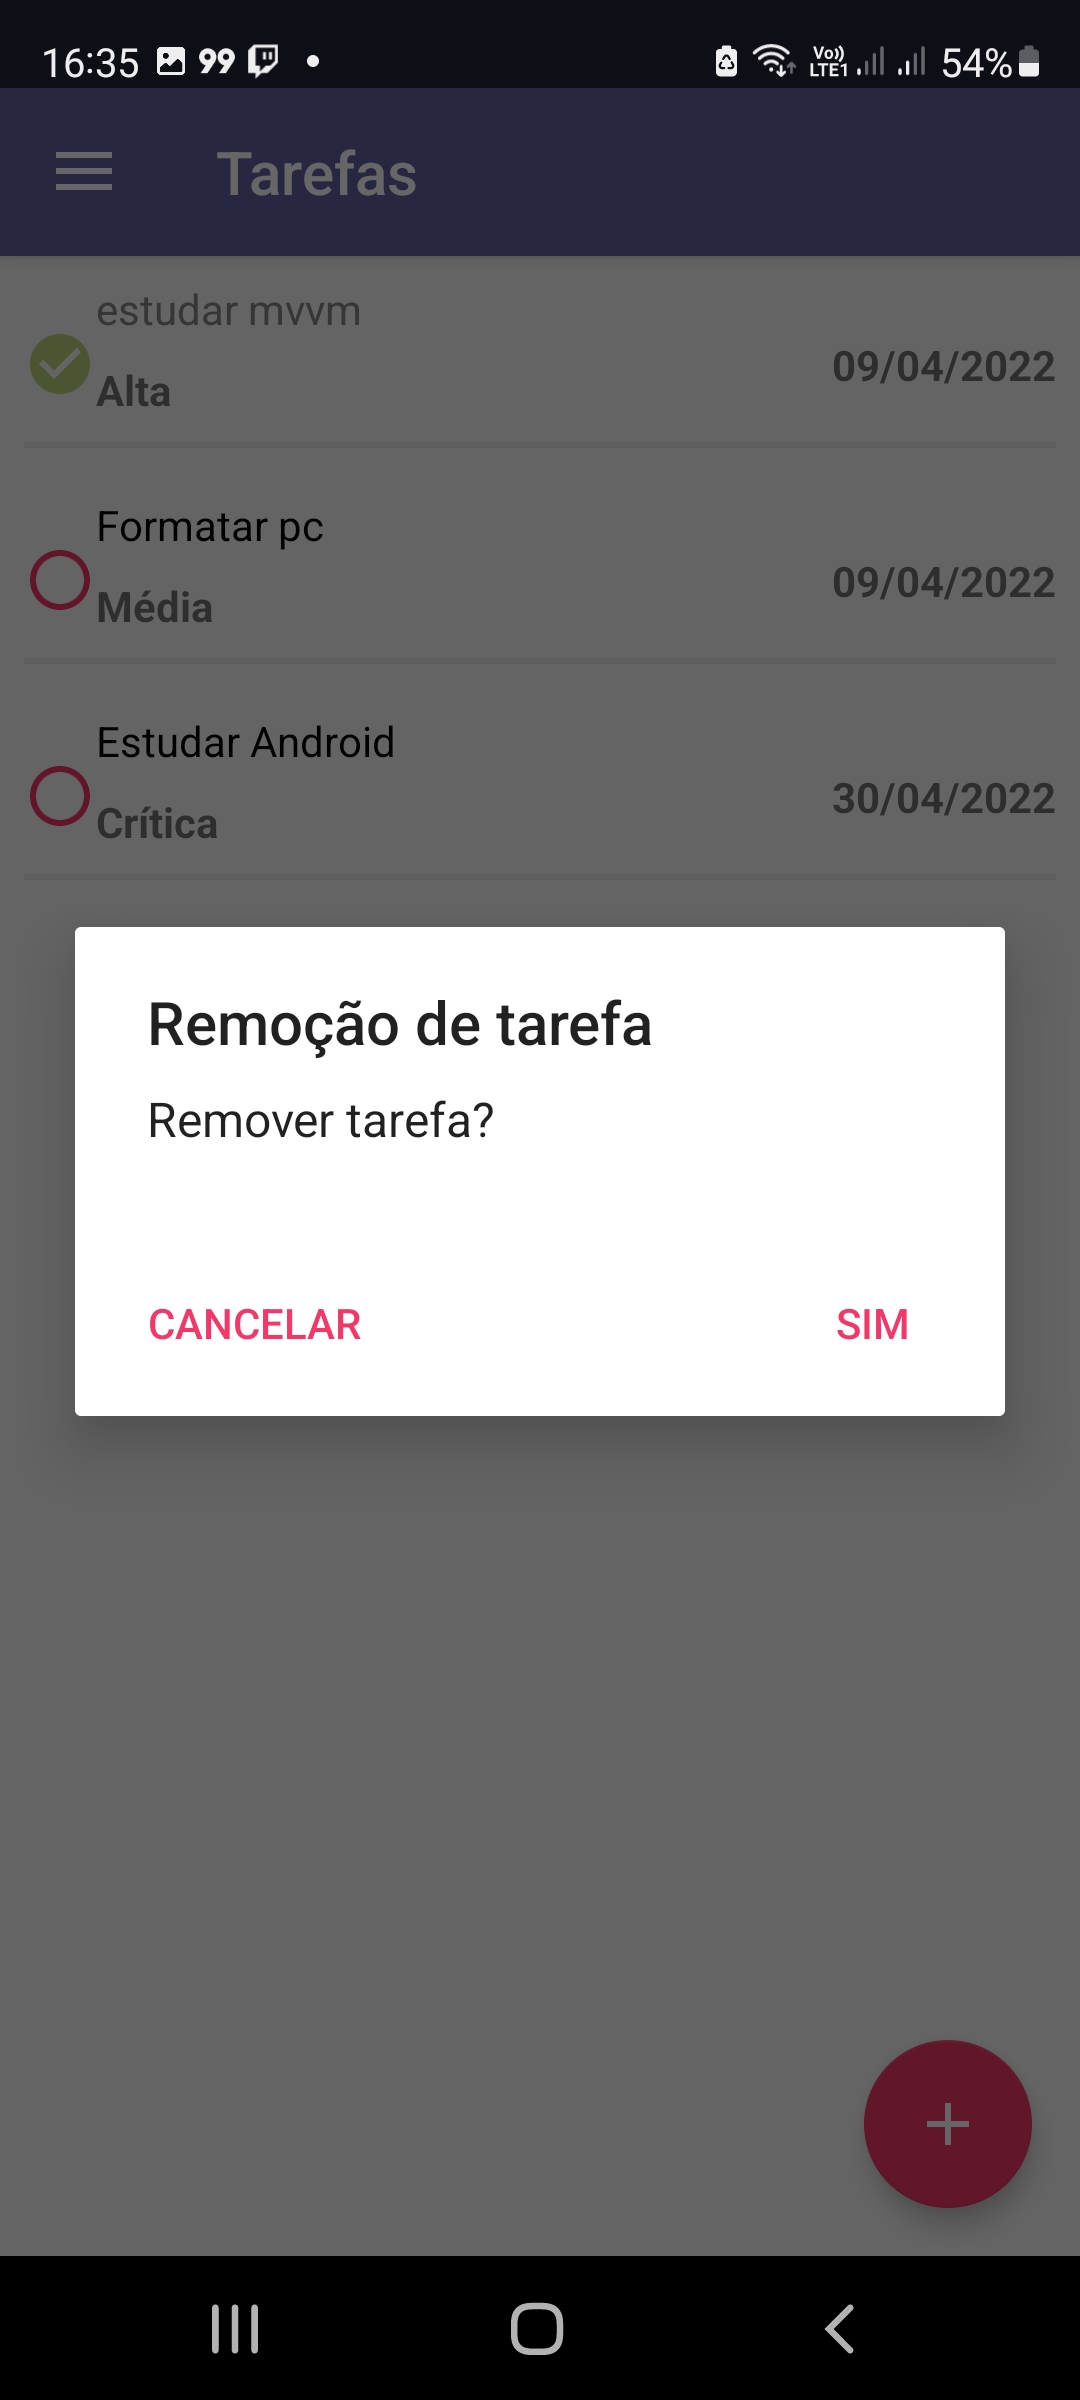 16:35 99 Vo)) LTE1 54%
Tarefas
estudar mvvm
Alta
09/04/2022
Formatar pc
Média
09/04/2022
Estudar Android
Crítica
30/04/2022
Remoção de tarefa
Remover tarefa?
CANCELAR SIM